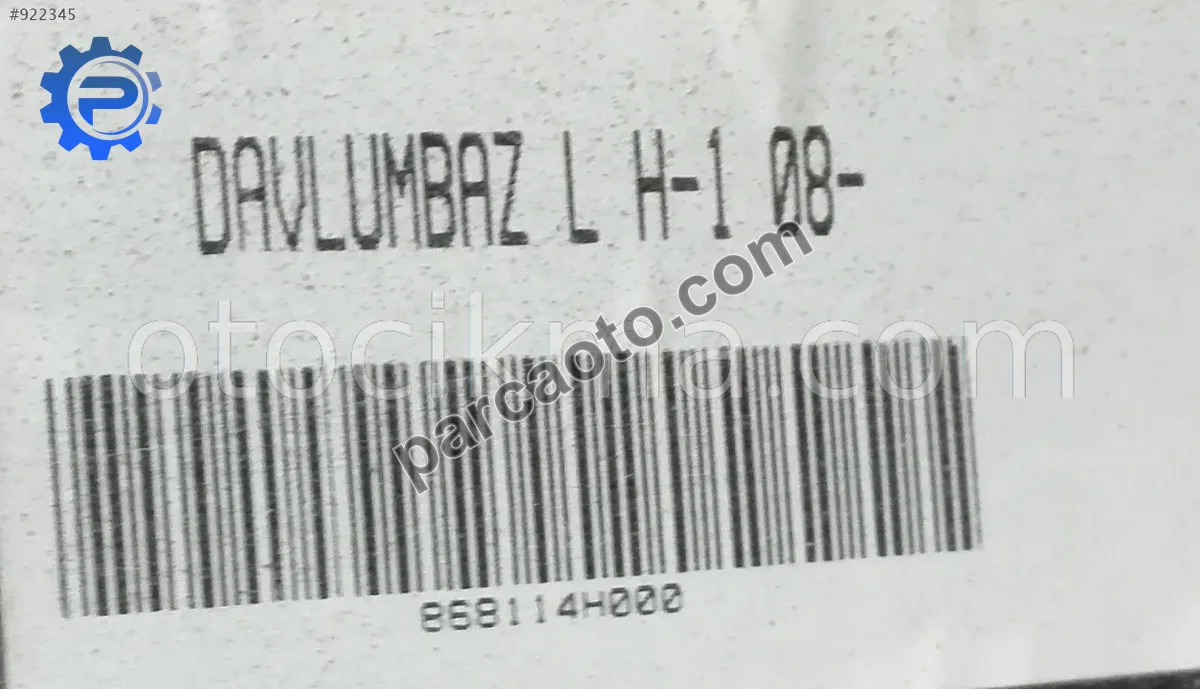 #922345
DAVLUMBAZ L H-1 08-
otocikma.com
parcaoto.com
868114H000